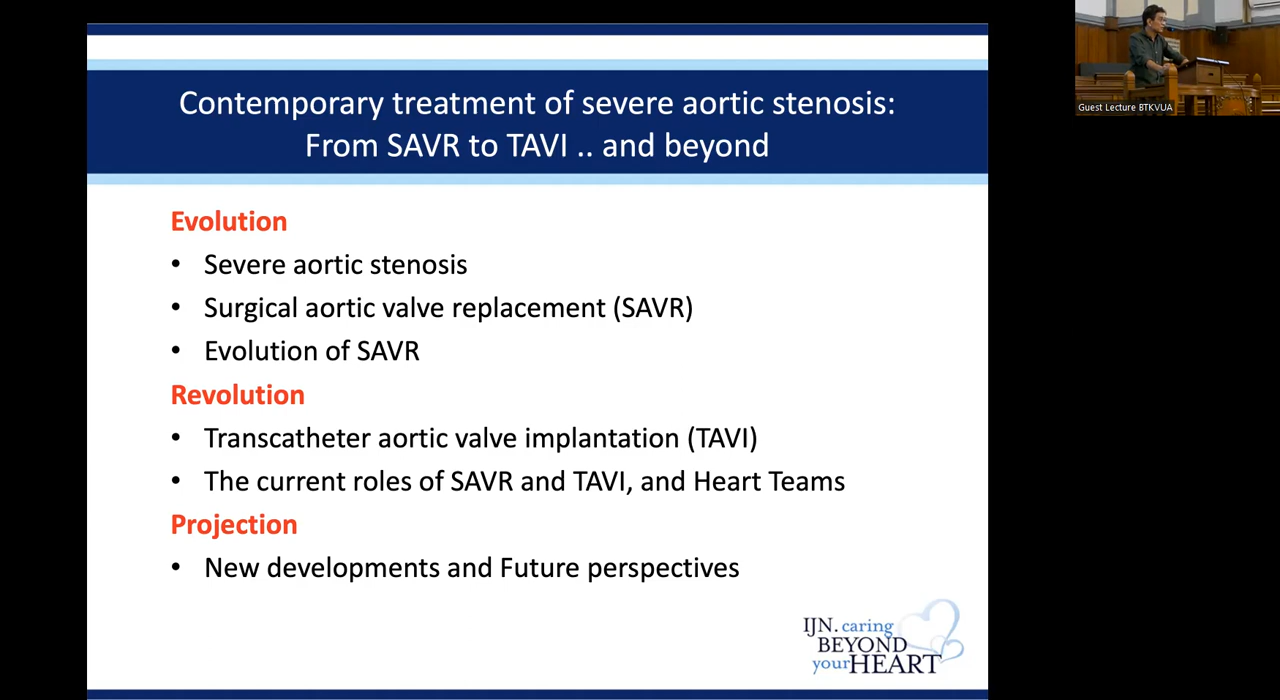 Contemporary treatment of severe aortic stenosis:
From SAVR to TAVI .. and beyond
Evolution
• Severe aortic stenosis
• Surgical aortic valve replacement (SAVR)
• Evolution of SAVR
Revolution
• Transcatheter aortic valve implantation (TAVI)
• The current roles of SAVR and TAVI, and Heart Teams
Projection
• New developments and Future perspectives
IJN. caring
BEYOND
your HEART
Guest Lecture BTKVUA